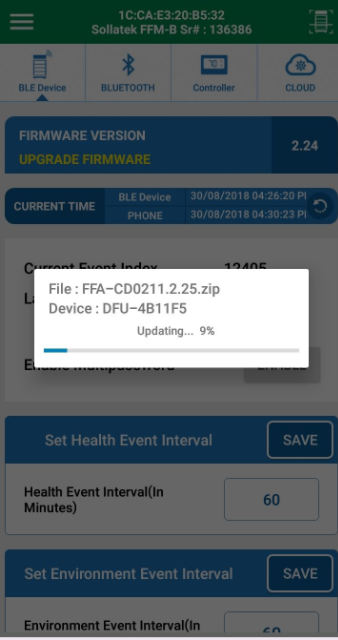 1C:CA:E3:20:B5:32
Sollatek FFM-B Sr# : 136386
BLE Device
BLUETOOTH
Controller
CLOUD
FIRMWARE VERSION
UPGRADE FIRMWARE
2.24
CURRENT TIME
BLE Device
30/08/2018 04:26:20
PHONE
30/08/2018 04:30:23
Current Event Index
12405
File : FFA-CD0211.2.25.zip
Device : DFU-4B11F5
Updating... 9%
Set Health Event Interval
SAVE
Health Event Interval(In
Minutes)
60
Set Environment Event Interval
SAVE
Environment Event Interval(In
60